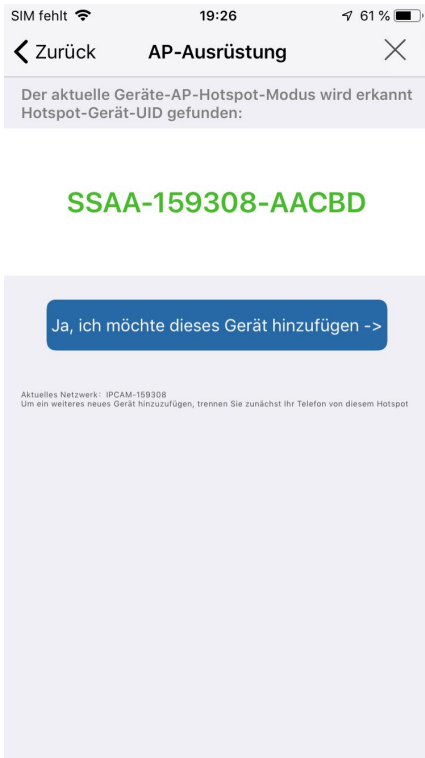 SIM fehlt 19:26 61 %
Zurück AP-Ausrüstung
Der aktuelle Geräte-AP-Hotspot-Modus wird erkannt
Hotspot-Gerät-UID gefunden:
SSAA-159308-AACBD
Ja, ich möchte dieses Gerät hinzufügen ->
Aktuelles Netzwerk: IPCAM-159308
Um ein weiteres neues Gerät hinzuzufügen, trennen Sie zunächst Ihr Telefon von diesem Hotspot